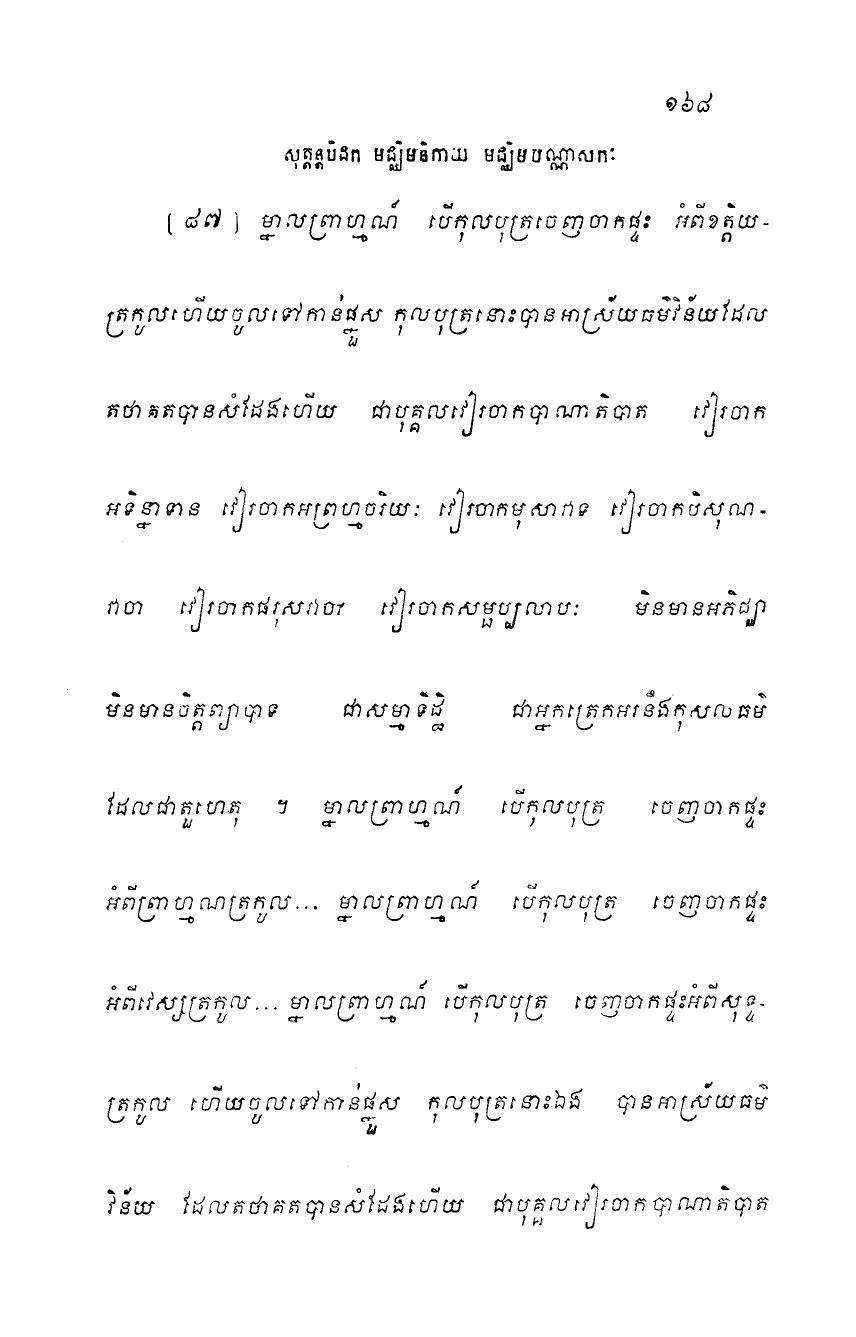 ១៦៨
សុត្តន្តបិដក មជ្ឈិមនិកាយ មជ្ឈិមបណ្ណាសកៈ
[ ៨៧ ] ម្នាលព្រាហ្មណ៍ បើកុលបុត្រចេញចាកផ្ទះ អំពីខត្តិយ-
ត្រកូលហើយចូលទៅកាន់ផ្នួស កុលបុត្រនោះបានអាស្រ័យធម៌វិន័យដែល
តថាគតបានសំដែងហើយ ជាបុគ្គលវៀរចាកបាណាតិបាត វៀរចាក
អទិន្នាទាន វៀរចាកអព្រហ្មចរិយៈ វៀរចាកមុសាវាទ វៀរចាកបិសុណ-
វាចា វៀរចាកផរុសវាចា វៀរចាកសម្ផប្បលាបៈ មិនមានអភិជ្ឈា
មិនមានចិត្តព្យាបាទ ជាសម្មាទិដ្ឋិ ជាអ្នកត្រេកអរនឹងកុសលធម៌
ដែលជាតួហេតុ ។ ម្នាលព្រាហ្មណ៍ បើកុលបុត្រ ចេញចាកផ្ទះ
អំពីព្រាហ្មណត្រកូល... ម្នាលព្រាហ្មណ៍ បើកុលបុត្រ ចេញចាកផ្ទះ
អំពីវេស្សត្រកូល... ម្នាលព្រាហ្មណ៍ បើកុលបុត្រ ចេញចាកផ្ទះអំពីសុទ្ទ-
ត្រកូល ហើយចូលទៅកាន់ផ្នួស កុលបុត្រនោះឯង បានអាស្រ័យធម៌
វិន័យ ដែលតថាគតបានសំដែងហើយ ជាបុគ្គលវៀរចាកបាណាតិបាត